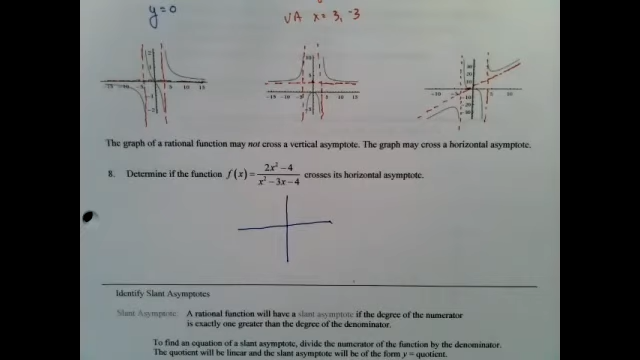 y=0
VA x = 3, -3
The graph of a rational function may not cross a vertical asymptote. The graph may cross a horizontal asymptote.
8. Determine if the function f(x) = (2x² – 4)/(x² – 3x – 4) crosses its horizontal asymptote.
Identify Slant Asymptotes
Slant Asymptote: A rational function will have a slant asymptote if the degree of the numerator
is exactly one greater than the degree of the denominator.
To find an equation of a slant asymptote, divide the numerator of the function by the denominator.
The quotient will be linear and the slant asymptote will be of the form y = quotient.